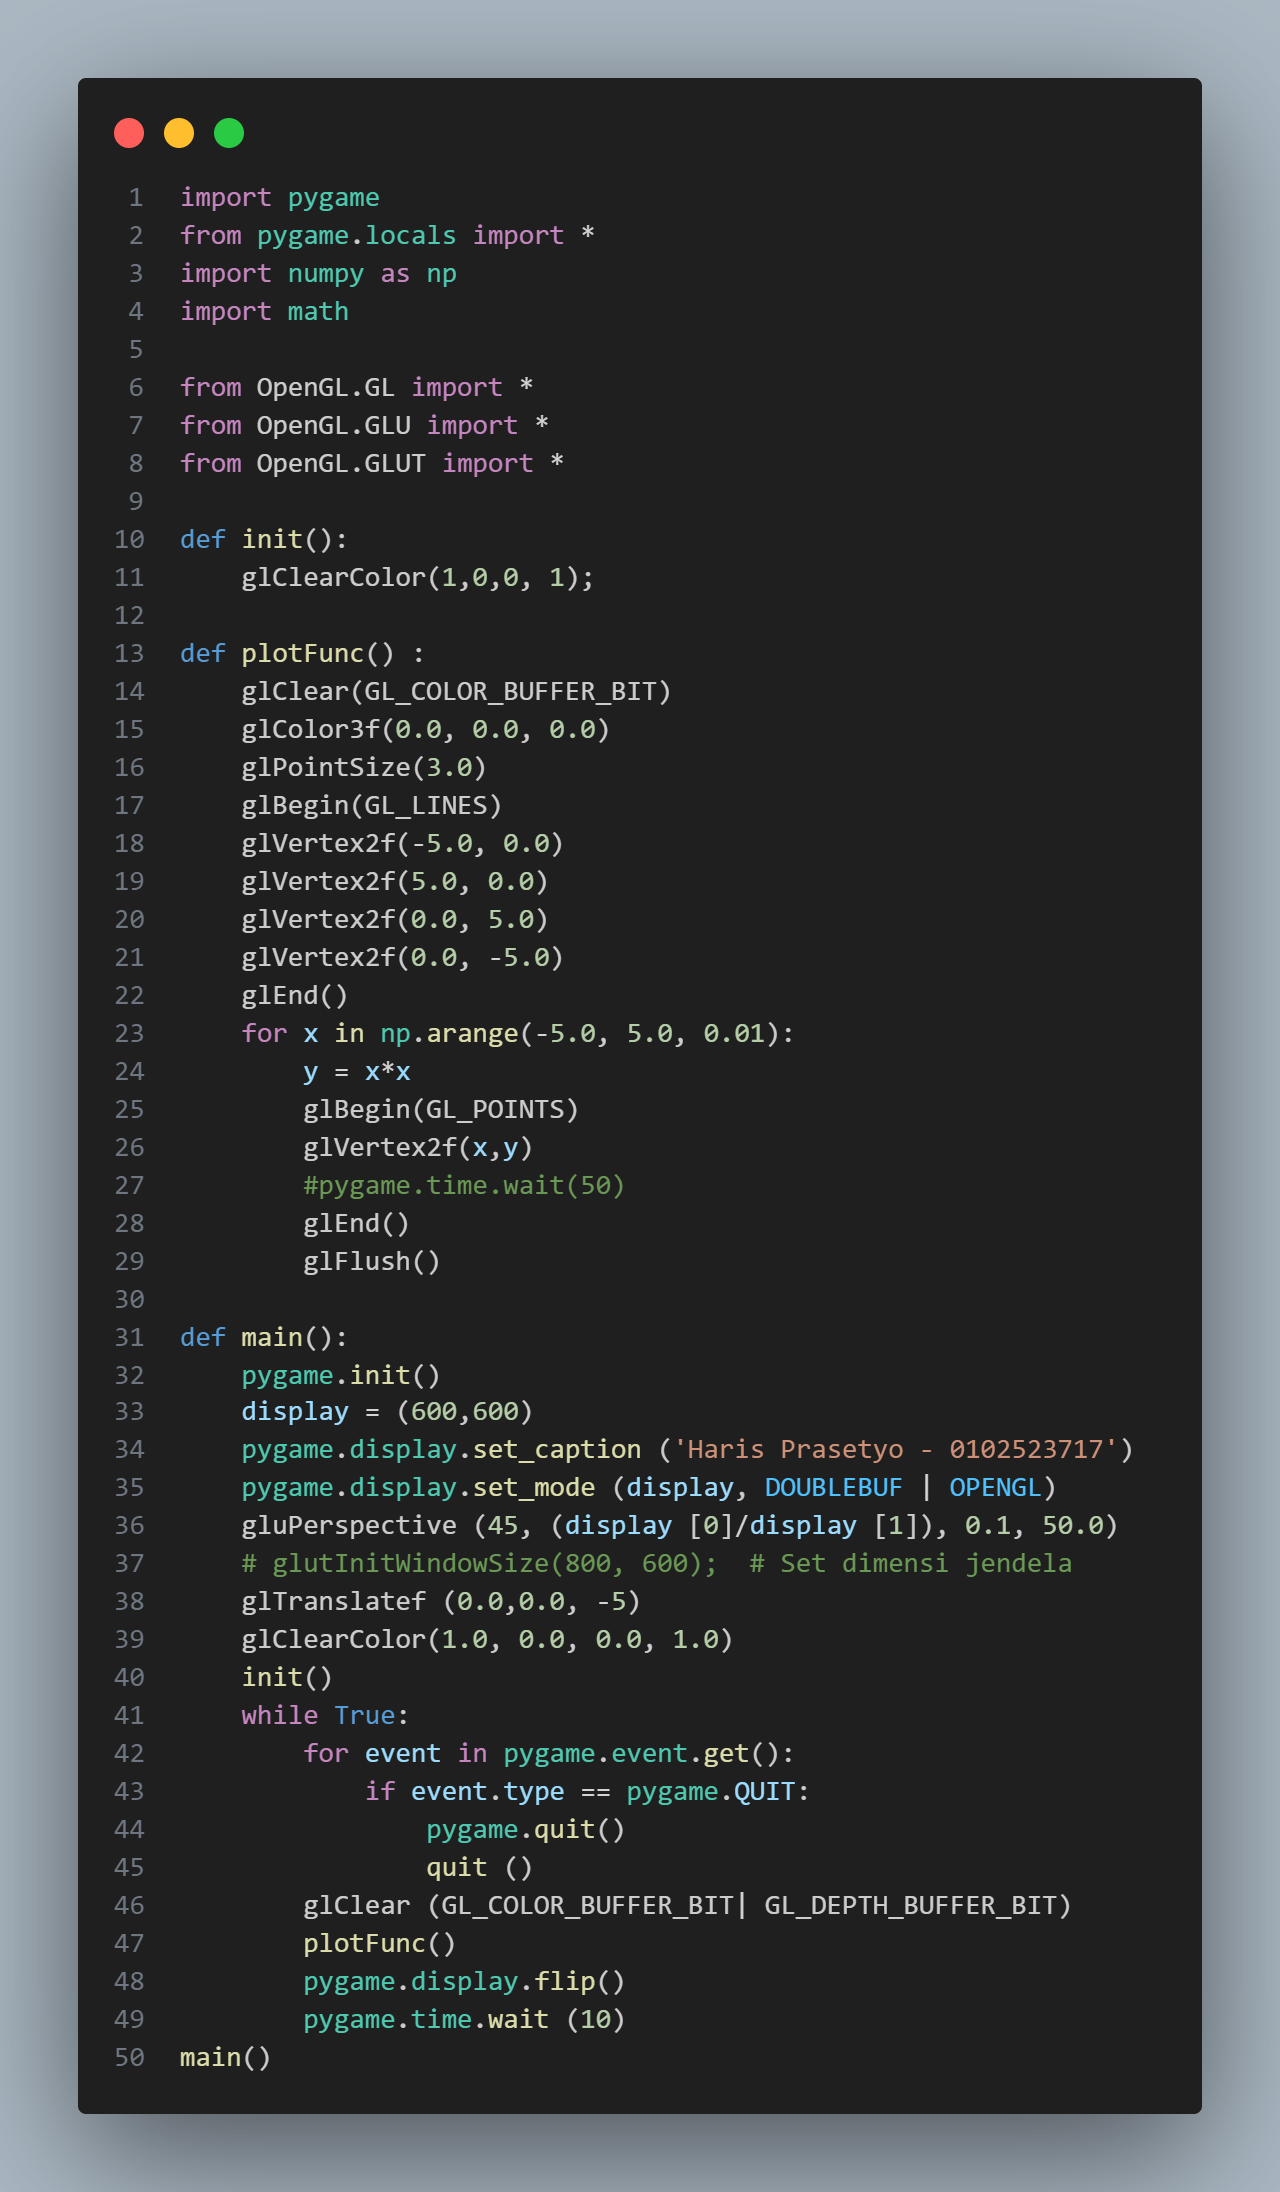 1 import pygame
2 from pygame.locals import *
3 import numpy as np
4 import math
5
6 from OpenGL.GL import *
7 from OpenGL.GLU import *
8 from OpenGL.GLUT import *
9
10 def init():
11     glClearColor(1,0,0, 1);
12
13 def plotFunc() :
14     glClear(GL_COLOR_BUFFER_BIT)
15     glColor3f(0.0, 0.0, 0.0)
16     glPointSize(3.0)
17     glBegin(GL_LINES)
18     glVertex2f(-5.0, 0.0)
19     glVertex2f(5.0, 0.0)
20     glVertex2f(0.0, 5.0)
21     glVertex2f(0.0, -5.0)
22     glEnd()
23     for x in np.arange(-5.0, 5.0, 0.01):
24         y = x*x
25         glBegin(GL_POINTS)
26         glVertex2f(x,y)
27         #pygame.time.wait(50)
28         glEnd()
29         glFlush()
30
31 def main():
32     pygame.init()
33     display = (600,600)
34     pygame.display.set_caption ('Haris Prasetyo - 0102523717')
35     pygame.display.set_mode (display, DOUBLEBUF | OPENGL)
36     gluPerspective (45, (display [0]/display [1]), 0.1, 50.0)
37     # glutInitWindowSize(800, 600);  # Set dimensi jendela
38     glTranslatef (0.0,0.0, -5)
39     glClearColor(1.0, 0.0, 0.0, 1.0)
40     init()
41     while True:
42         for event in pygame.event.get():
43             if event.type == pygame.QUIT:
44                 pygame.quit()
45                 quit ()
46         glClear (GL_COLOR_BUFFER_BIT| GL_DEPTH_BUFFER_BIT)
47         plotFunc()
48         pygame.display.flip()
49         pygame.time.wait (10)
50 main()